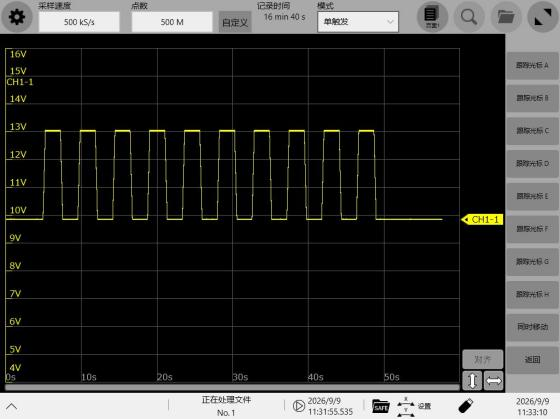 采样速度
点数
记录时间
模式
500 kS/s
500 M
自定义
16 min 40 s
单触发
16V
15V
CH1-1
14V
13V
12V
11V
10V
9V
8V
7V
6V
5V
4V
0s
10s
20s
30s
40s
50s
CH1-1
跟踪光标 A
跟踪光标 B
跟踪光标 C
跟踪光标 D
跟踪光标 E
跟踪光标 F
跟踪光标 G
跟踪光标 H
同时移动
对齐
返回
正在处理文件
No. 1
2026/9/9
11:31:55.535
SAFE
X
Y
设置
2026/9/9
11:33:10